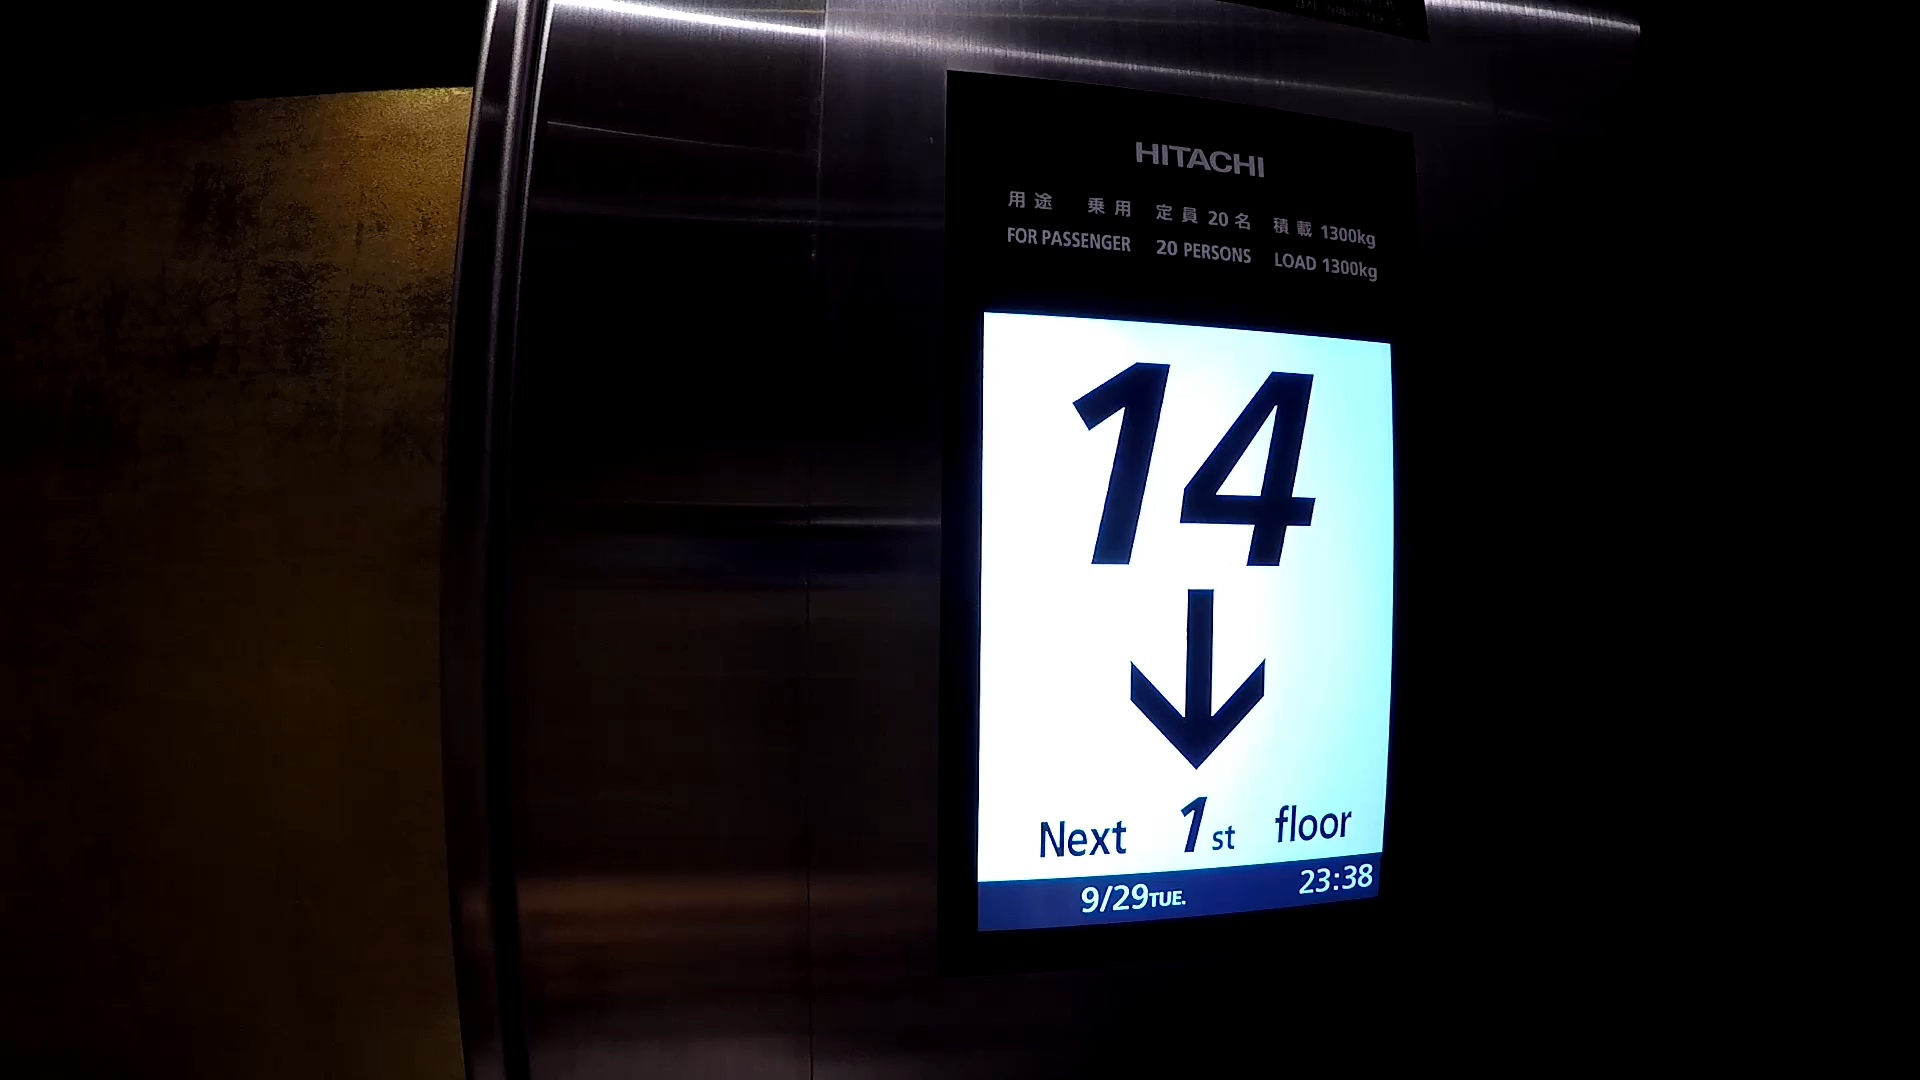 HITACHI
用途 乗用 定員 20名 積載 1300kg
FOR PASSENGER 20 PERSONS LOAD 1300kg
14
Next 1st floor
9/29TUE. 23:38